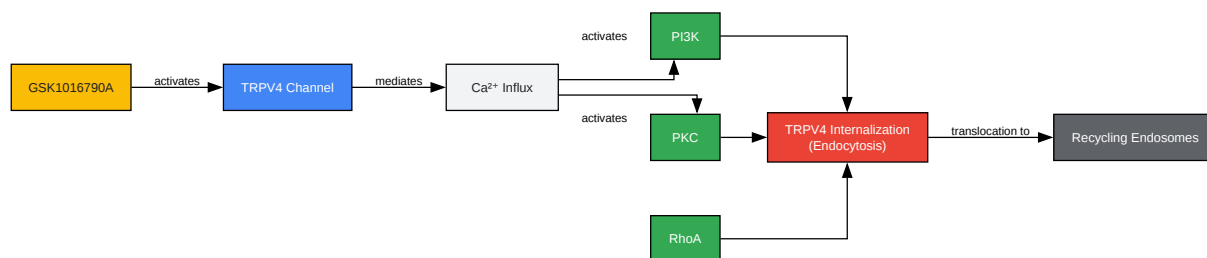 GSK1016790A
activates
TRPV4 Channel
mediates
Ca²⁺ Influx
activates
PI3K
activates
PKC
RhoA
TRPV4 Internalization
(Endocytosis)
translocation to
Recycling Endosomes